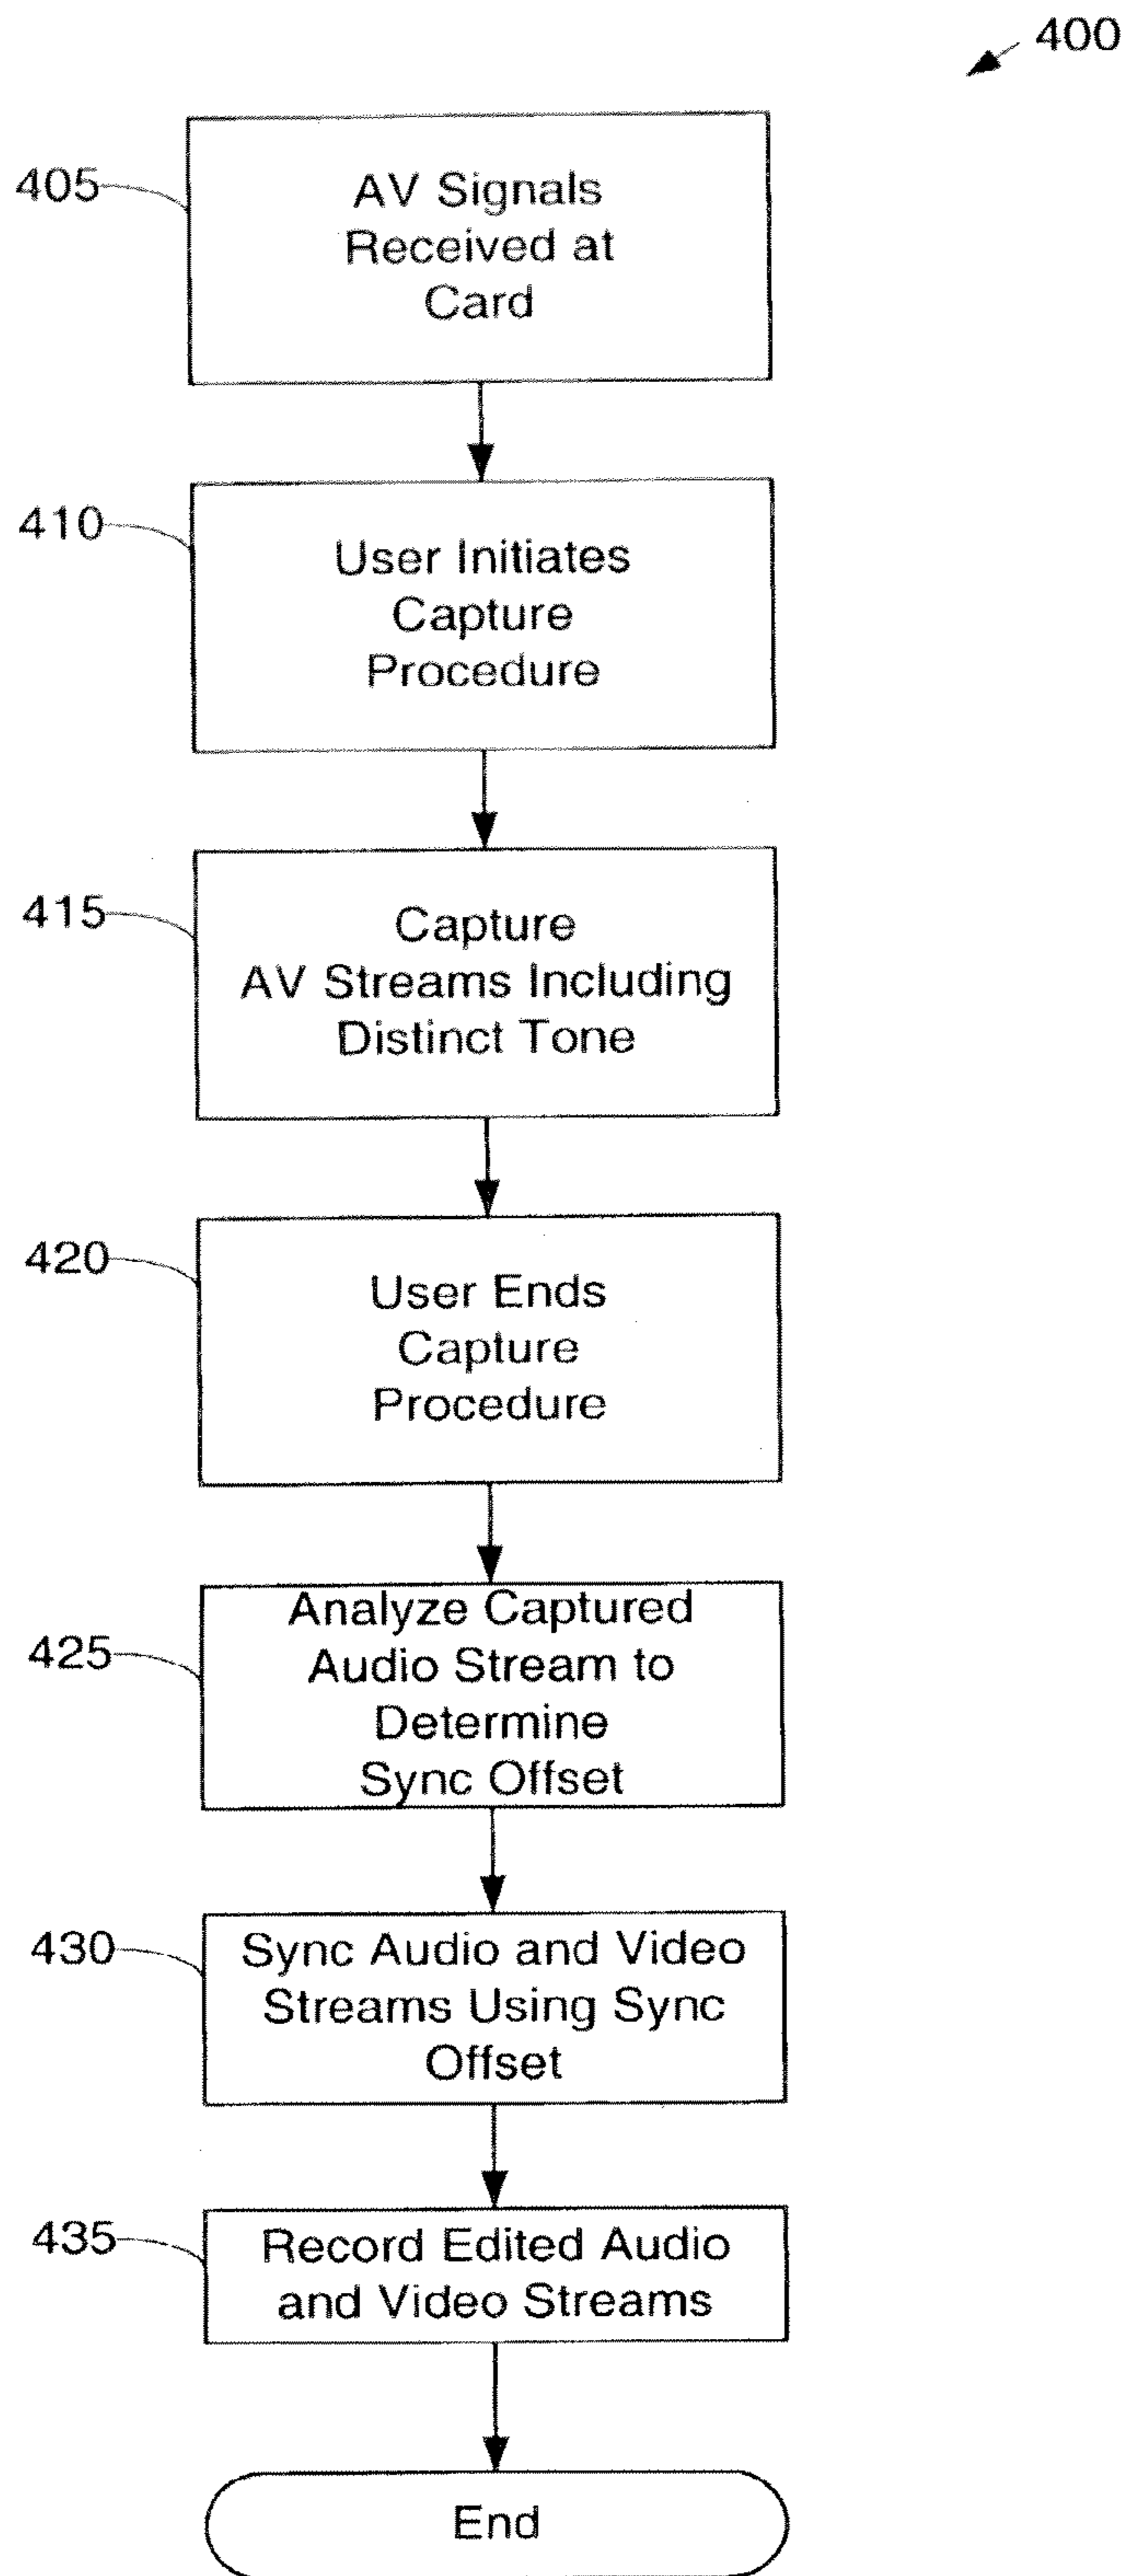 400
405
AV Signals
Received at
Card
410
User Initiates
Capture
Procedure
415
Capture
AV Streams Including
Distinct Tone
420
User Ends
Capture
Procedure
425
Analyze Captured
Audio Stream to
Determine
Sync Offset
430
Sync Audio and Video
Streams Using Sync
Offset
435
Record Edited Audio
and Video Streams
End